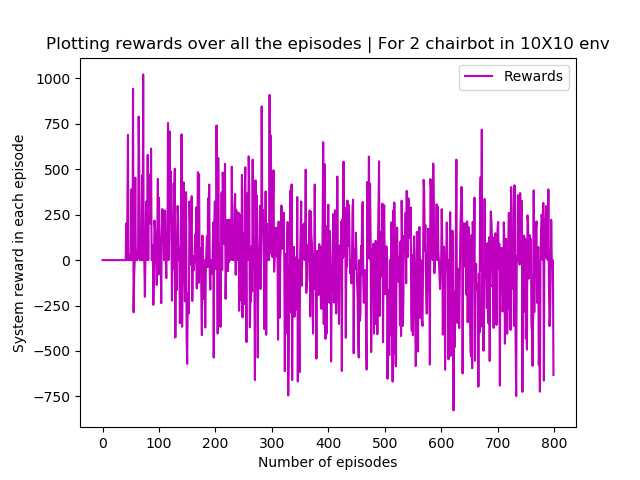 Plotting rewards over all the episodes | For 2 chairbot in 10X10 env
Rewards
System reward in each episode
1000
750
500
250
0
−250
−500
−750
0 100 200 300 400 500 600 700 800
Number of episodes